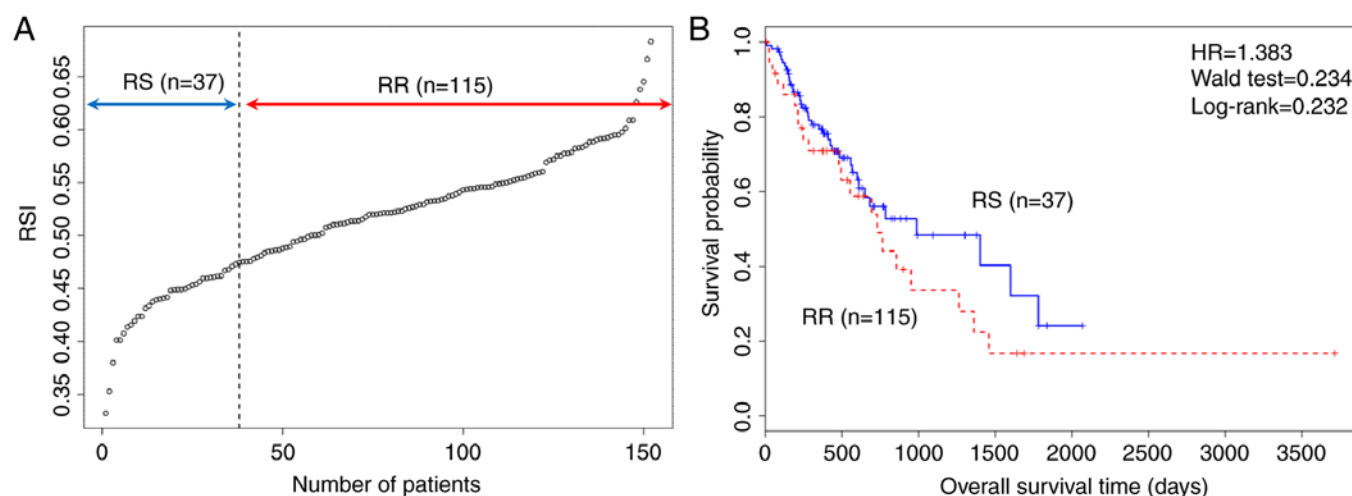 A
RS (n=37)
RR (n=115)
RSI
0.65
0.60
0.55
0.50
0.45
0.40
0.35
0
50
100
150
Number of patients
B
HR=1.383
Wald test=0.234
Log-rank=0.232
RS (n=37)
RR (n=115)
Survival probability
1.0
0.8
0.6
0.4
0.2
0.0
0
500
1000
1500
2000
2500
3000
3500
Overall survival time (days)